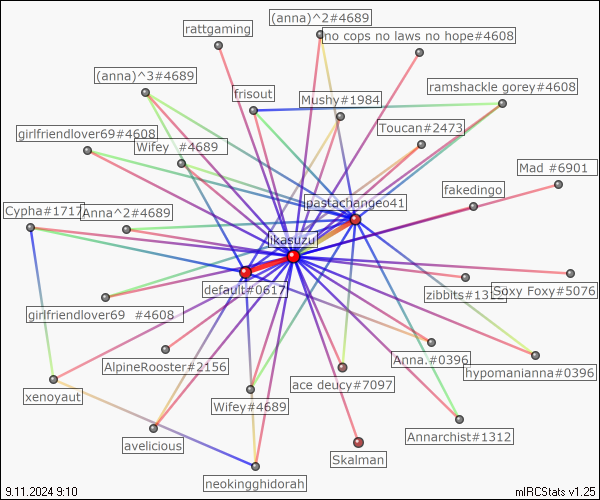 (anna)^2#4689
rattgaming
no cops no laws no hope#4608
(anna)^3#4689
ramshackle gorey#4608
frisout
Mushy#1984
Toucan#2473
girlfriendlover69#4608
Wifey #4689
Mad #6901
fakedingo
pastachangeo41
Cypha#1717
Anna^2#4689
ikasuzu
default#0617
zibbits#1312
Soxy Foxy#5076
girlfriendlover69 #4608
Anna.#0396
AlpineRooster#2156
hypomanianna#0396
ace deucy#7097
xenoyaut
Wifey#4689
avelicious
Annarchist#1312
Skalman
neokingghidorah
9.11.2024 9:10
mIRCStats v1.25